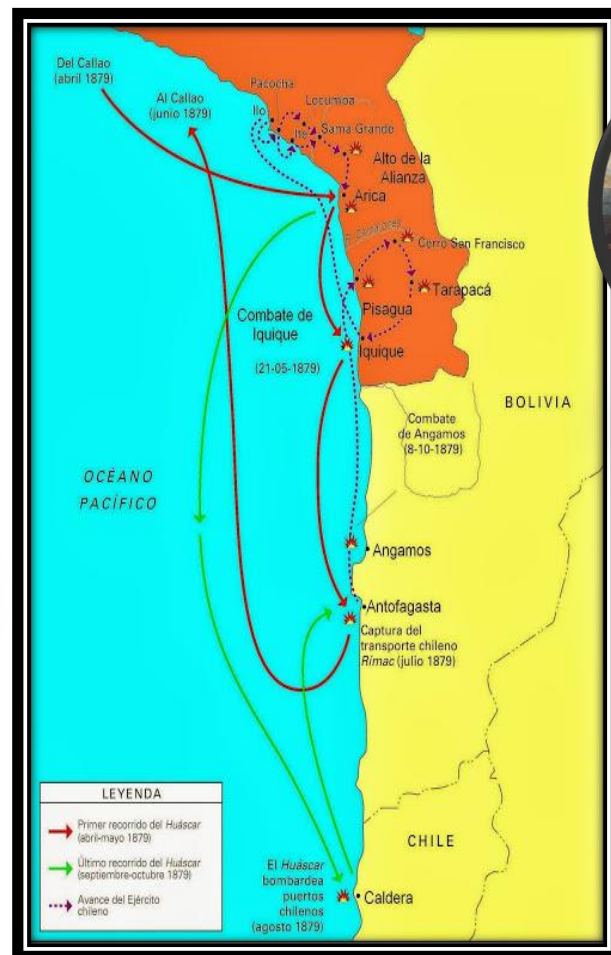 Del Callao
(abril 1879)
Al Callao
(junio 1879)
Pacocha
Locumoa
Ilo
Ite
Sama Grande
Alto de la
Alianza
Arica
Cerro San Francisco
Pisagua
Tarapacá
Combate de
Iquique
(21-05-1879)
Iquique
BOLIVIA
Combate
de Angamos
(8-10-1879)
OCÉANO
PACÍFICO
Angamos
Antofagasta
Captura del
transporte chileno
Rímac (julio 1879)
LEYENDA
Primer recorrido del Huáscar
(abril-mayo 1879)
Último recorrido del Huáscar
(septiembre-octubre 1879)
Avance del Ejército
chileno
CHILE
El Huáscar
bombardea
puertos
chilenos
(agosto 1879)
Caldera